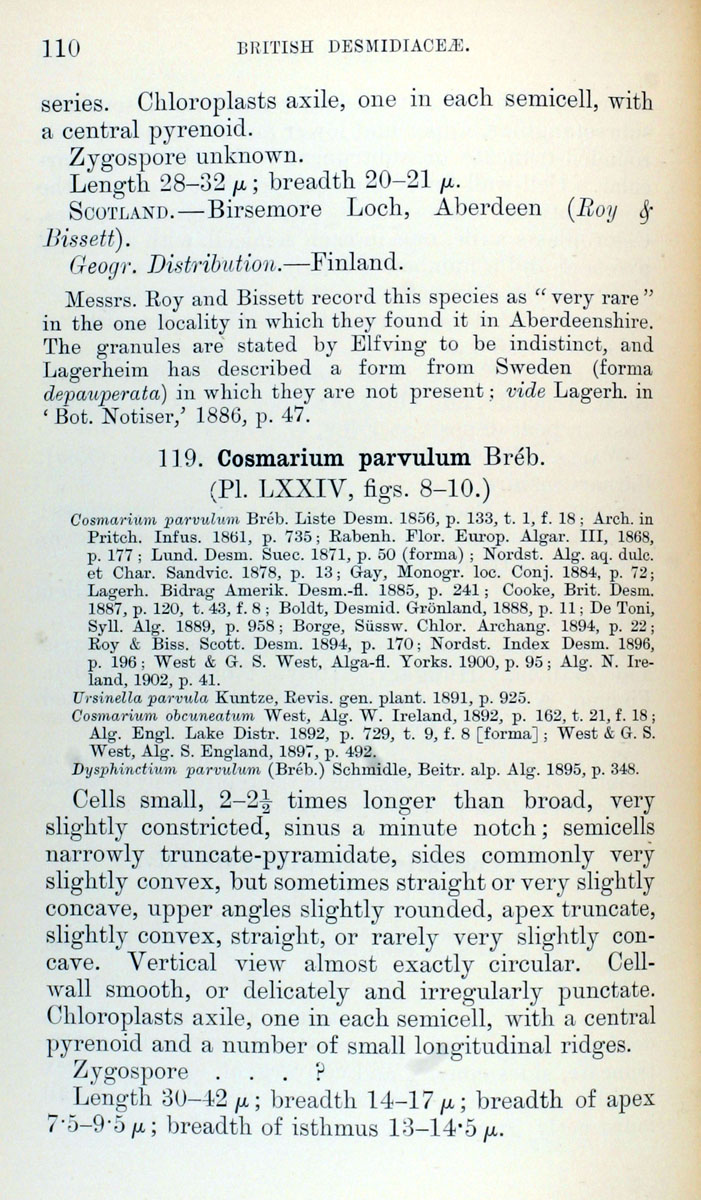 110 BRITISH DESMIDIACEÆ.
series. Chloroplasts axile, one in each semicell, with
a central pyrenoid.
Zygospore unknown.
Length 28–32 μ; breadth 20–21 μ.
SCOTLAND.—Birsemore Loch, Aberdeen (Roy &
Bissett).
Geogr. Distribution.—Finland.
Messrs. Roy and Bissett record this species as “very rare”
in the one locality in which they found it in Aberdeenshire.
The granules are stated by Elfving to be indistinct, and
Lagerheim has described a form from Sweden (forma
depauperata) in which they are not present; vide Lagerh. in
‘Bot. Notiser,’ 1886, p. 47.
119. Cosmarium parvulum Bréb.
(Pl. LXXIV, figs. 8–10.)
Cosmarium parvulum Bréb. Liste Desm. 1856, p. 133, t. 1, f. 18; Arch. in
Pritch. Infus. 1861, p. 735; Rabenh. Flor. Europ. Algar. III, 1868,
p. 177; Lund. Desm. Suec. 1871, p. 50 (forma); Nordst. Alg. aq. dulc.
et Char. Sandvic. 1878, p. 13; Gay, Monogr. loc. Conj. 1884, p. 72;
Lagerh. Bidrag Amerik. Desm.-fl. 1885, p. 241; Cooke, Brit. Desm.
1887, p. 120, t. 43, f. 8; Boldt, Desmid. Grönland, 1888, p. 11; De Toni,
Syll. Alg. 1889, p. 958; Borge, Süssw. Chlor. Archang. 1894, p. 22;
Roy & Biss. Scott. Desm. 1894, p. 170; Nordst. Index Desm. 1896,
p. 196; West & G. S. West, Alga-fl. Yorks. 1900, p. 95; Alg. N. Ire-
land, 1902, p. 41.
Ursinella parvula Kuntze, Revis. gen. plant. 1891, p. 925.
Cosmarium obcuneatum West, Alg. W. Ireland, 1892, p. 162, t. 21, f. 18;
Alg. Engl. Lake Distr. 1892, p. 729, t. 9, f. 8 [forma]; West & G. S.
West, Alg. S. England, 1897, p. 492.
Dysphinctium parvulum (Bréb.) Schmidle, Beitr. alp. Alg. 1895, p. 348.
Cells small, 2–2½ times longer than broad, very
slightly constricted, sinus a minute notch; semicells
narrowly truncate-pyramidate, sides commonly very
slightly convex, but sometimes straight or very slightly
concave, upper angles slightly rounded, apex truncate,
slightly convex, straight, or rarely very slightly con-
cave. Vertical view almost exactly circular. Cell-
wall smooth, or delicately and irregularly punctate.
Chloroplasts axile, one in each semicell, with a central
pyrenoid and a number of small longitudinal ridges.
Zygospore . . . ?
Length 30–42 μ; breadth 14–17 μ; breadth of apex
7·5–9·5 μ; breadth of isthmus 13–14·5 μ.